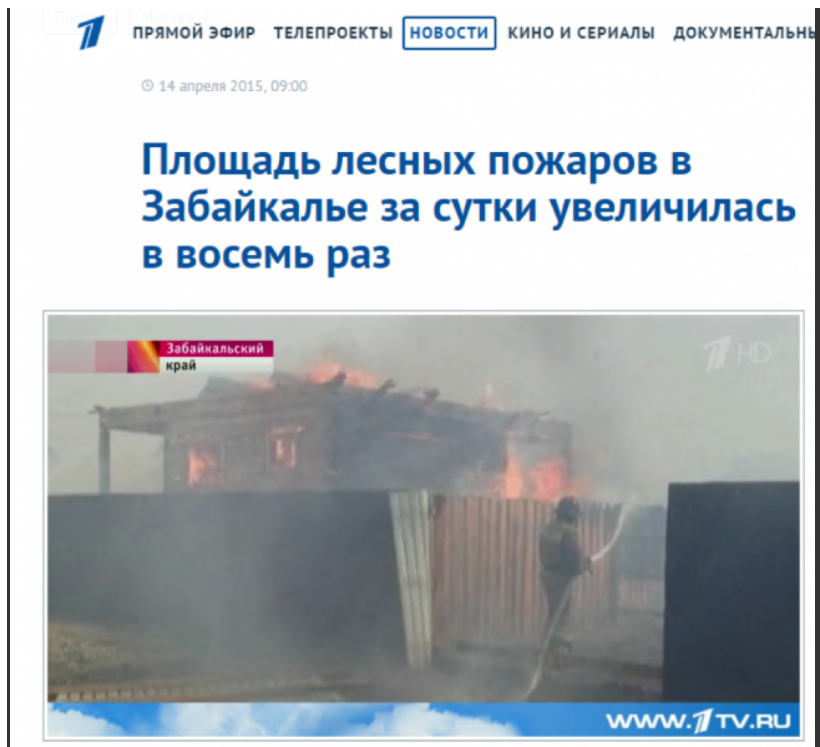 ПРЯМОЙ ЭФИР ТЕЛЕПРОЕКТЫ НОВОСТИ КИНО И СЕРИАЛЫ ДОКУМЕНТАЛЬНЫ
14 апреля 2015, 09:00
Площадь лесных пожаров в
Забайкалье за сутки увеличилась
в восемь раз
Забайкальский
край
HD
WWW.1TV.RU